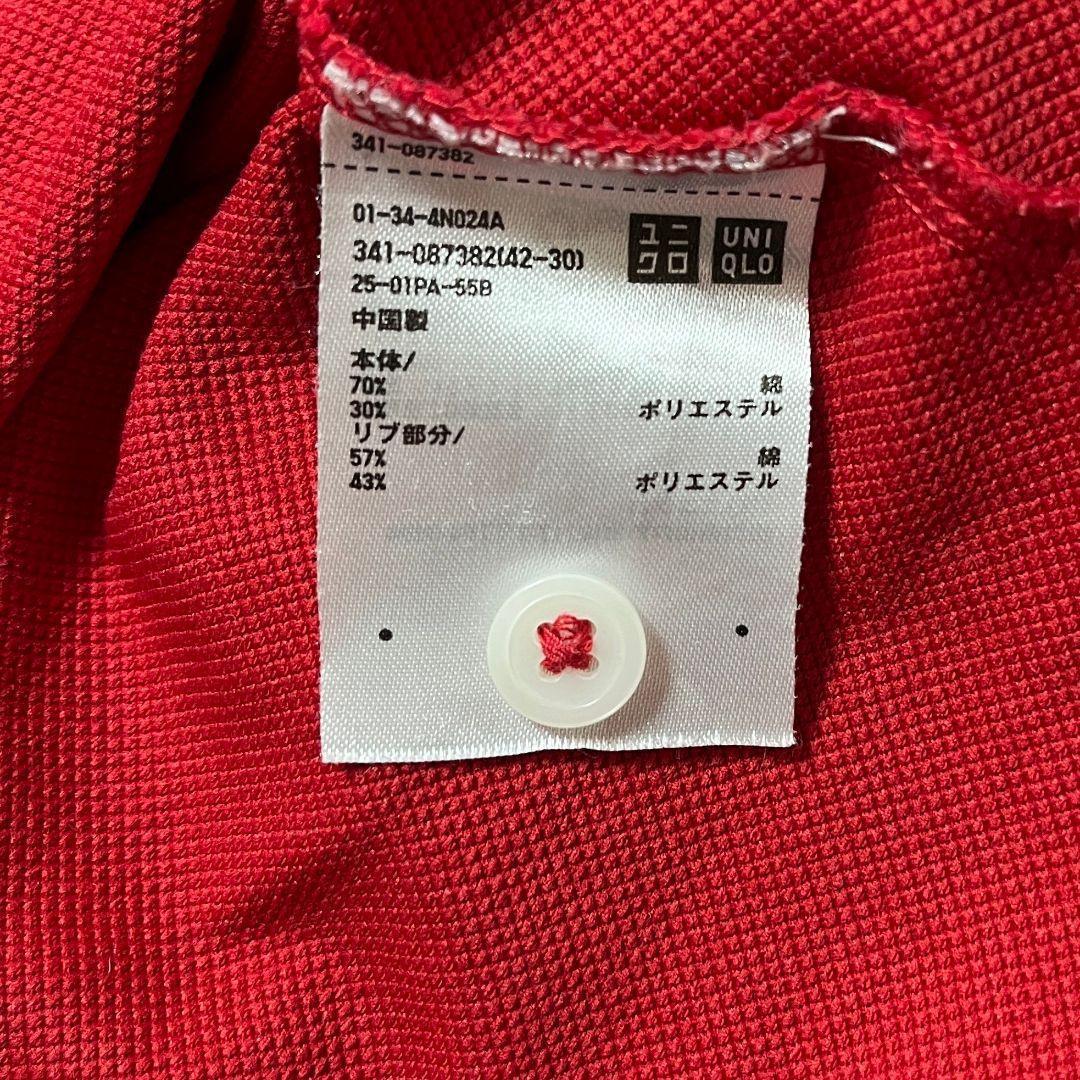 341-087382
01-34-4N024A
341-087382(42-30)
25-01PA-55B
中国製
ユニ
クロ
UNI
QLO
本体/
70% 綿
30% ポリエステル
リブ部分/
57% 綿
43% ポリエステル